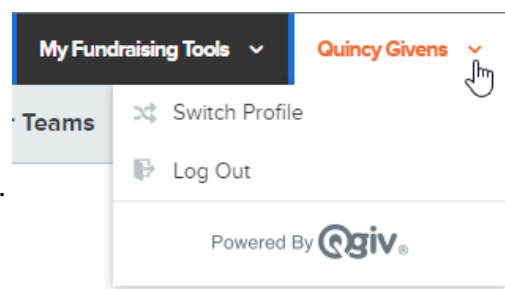 My Fundraising Tools Quincy Givens
Teams
Switch Profile
Log Out
Powered By Qgiv®